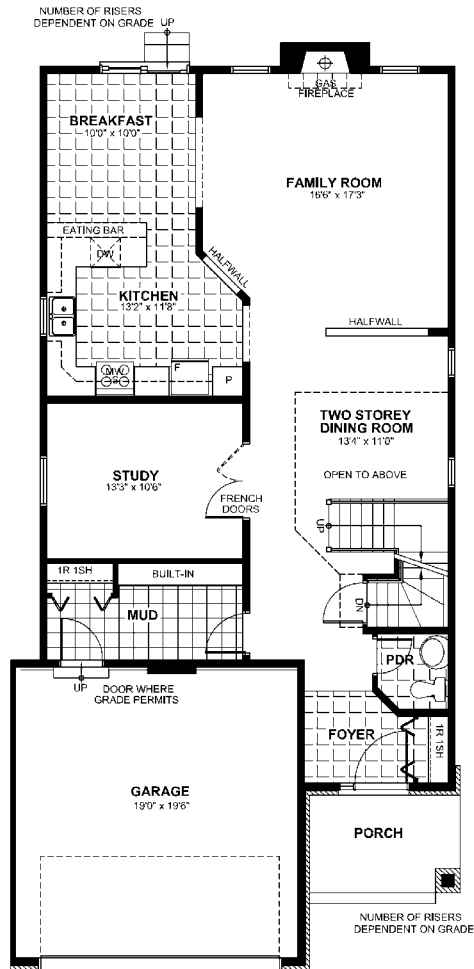 NUMBER OF RISERS
DEPENDENT ON GRADE
UP
GAS
FIREPLACE
BREAKFAST
10'0" x 10'0"
FAMILY ROOM
16'6" x 17'3"
EATING BAR
DW
HALFWALL
KITCHEN
13'2" x 11'8"
HALFWALL
MW
S
F
P
TWO STOREY
DINING ROOM
13'4" x 11'0"
OPEN TO ABOVE
STUDY
13'3" x 10'6"
FRENCH
DOORS
UP
1R 1SH
BUILT-IN
MUD
DN
PDR
UP
DOOR WHERE
GRADE PERMITS
FOYER
1R 1SH
GARAGE
19'0" x 19'6"
PORCH
NUMBER OF RISERS
DEPENDENT ON GRADE